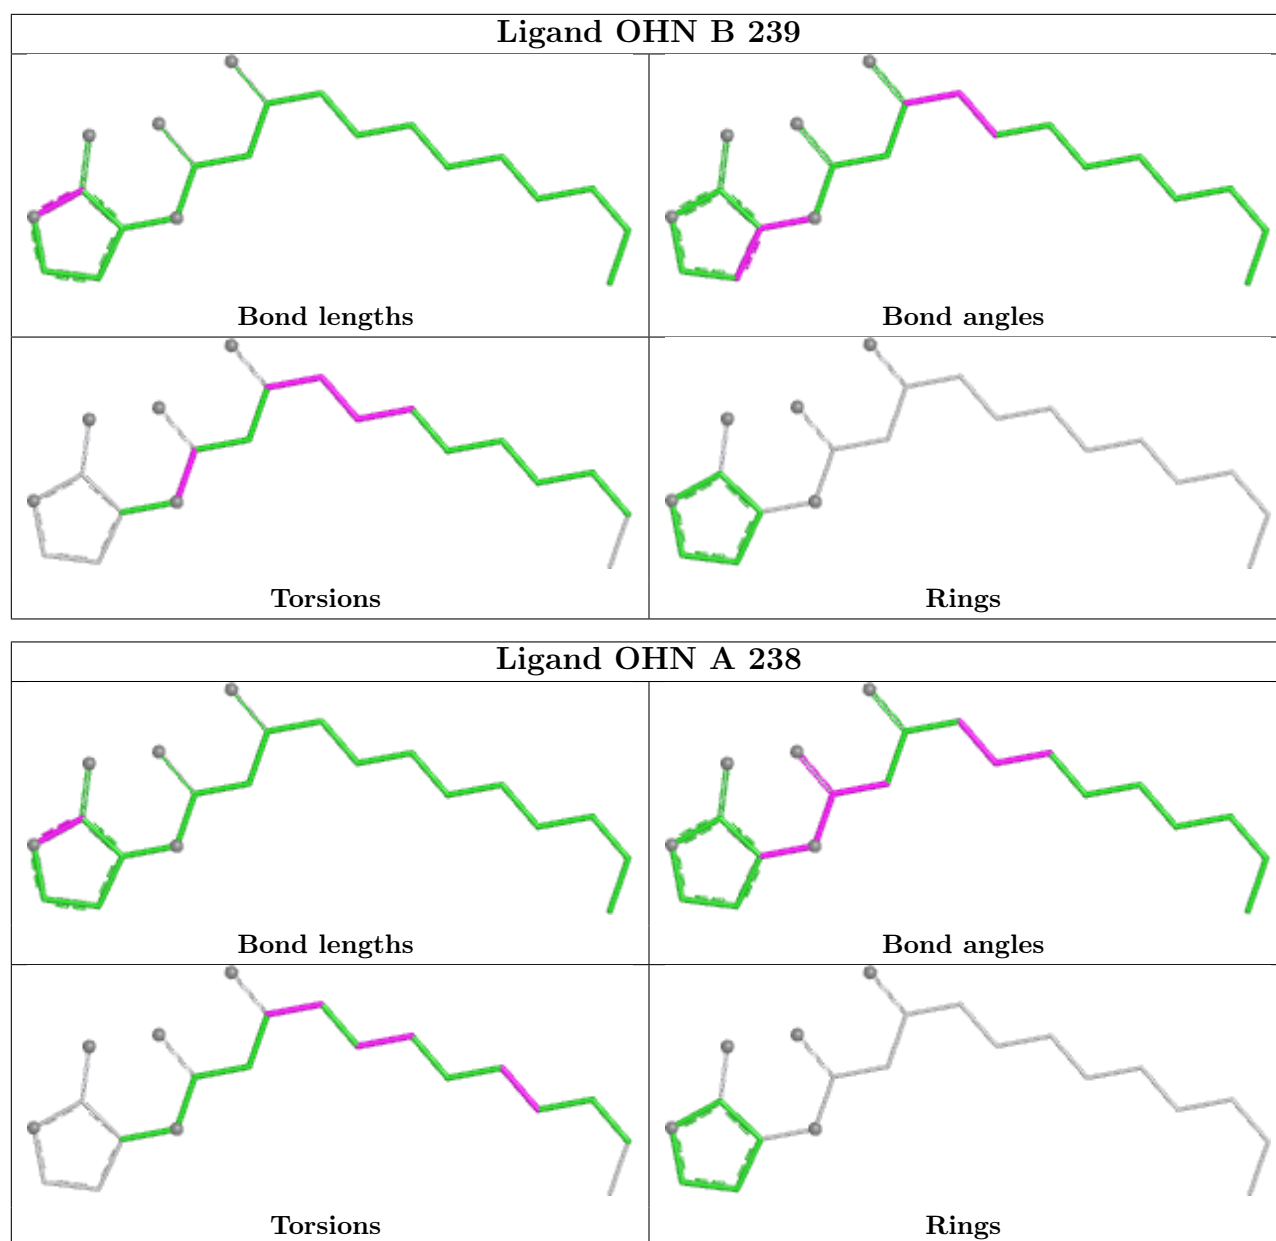 Ligand OHN B 239
Bond lengths
Bond angles
Torsions
Rings
Ligand OHN A 238
Bond lengths
Bond angles
Torsions
Rings